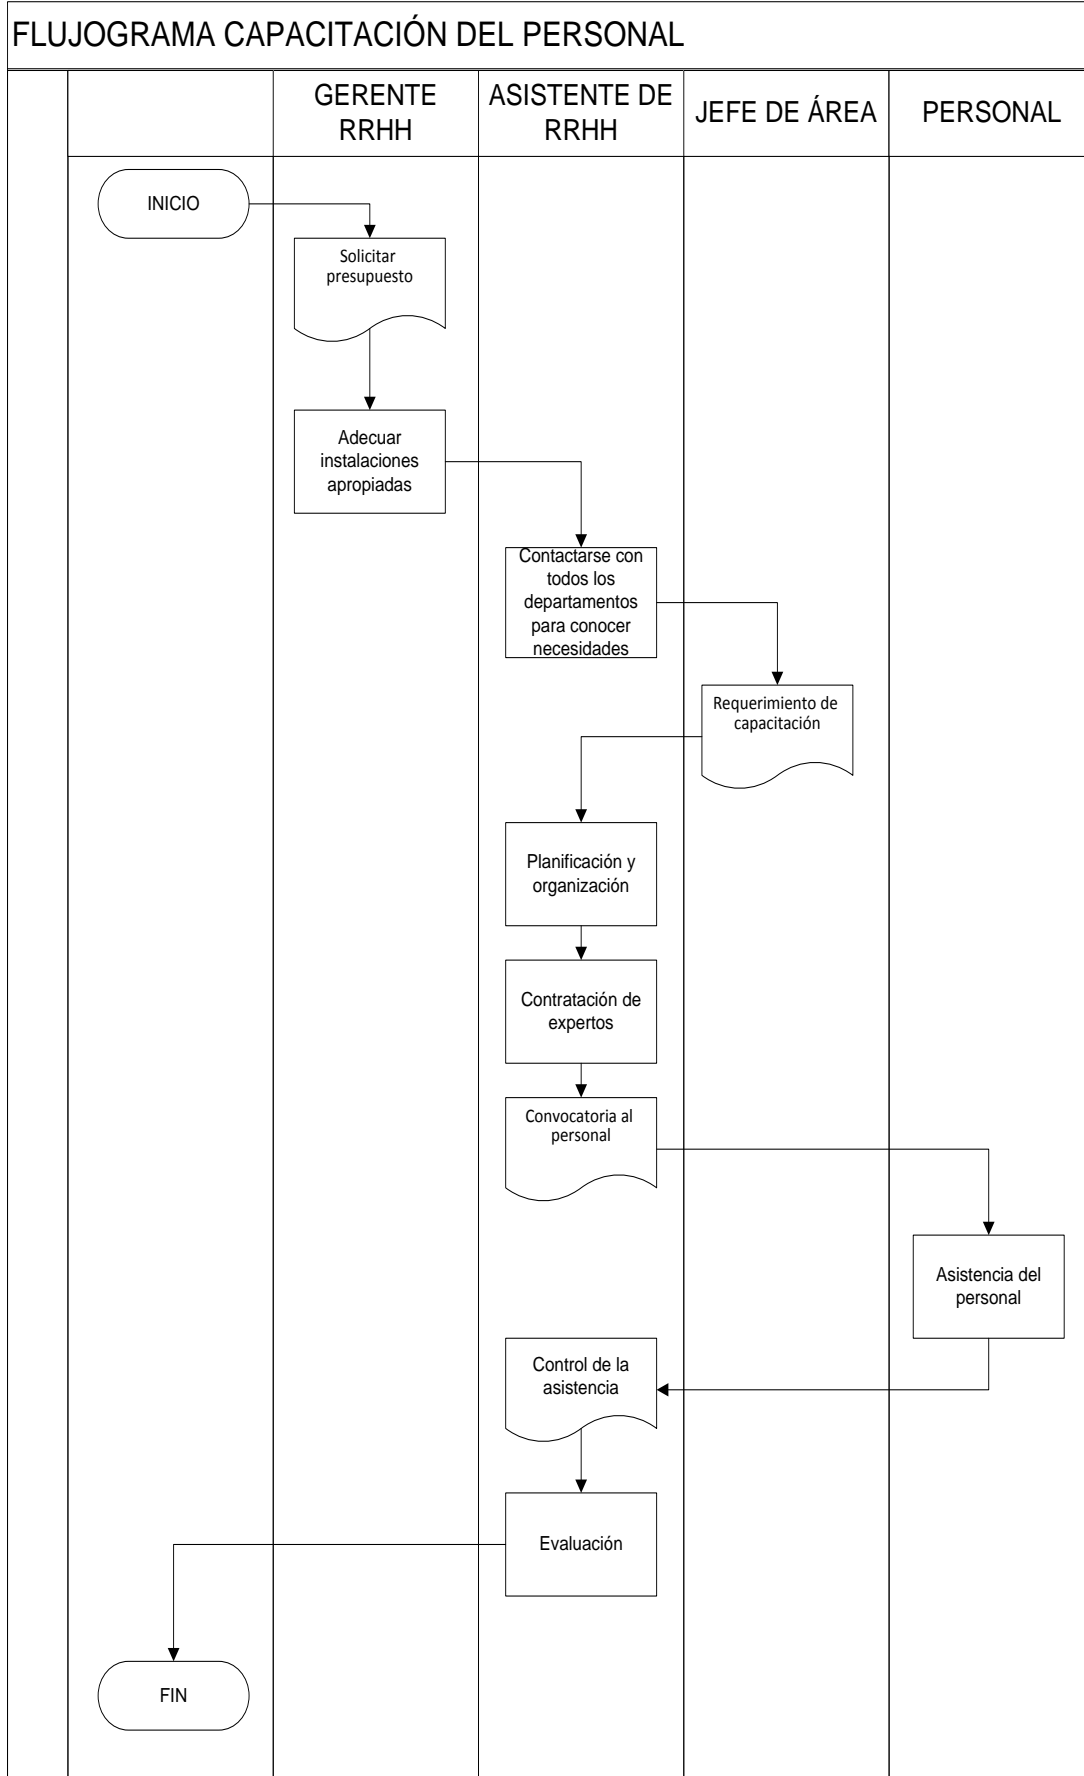 FLUJOGRAMA CAPACITACIÓN DEL PERSONAL
GERENTE
RRHH
ASISTENTE DE
RRHH
JEFE DE ÁREA
PERSONAL
INICIO
Solicitar
presupuesto
Adecuar
instalaciones
apropiadas
Contactarse con
todos los
departamentos
para conocer
necesidades
Requerimiento de
capacitación
Planificación y
organización
Contratación de
expertos
Convocatoria al
personal
Asistencia del
personal
Control de la
asistencia
Evaluación
FIN